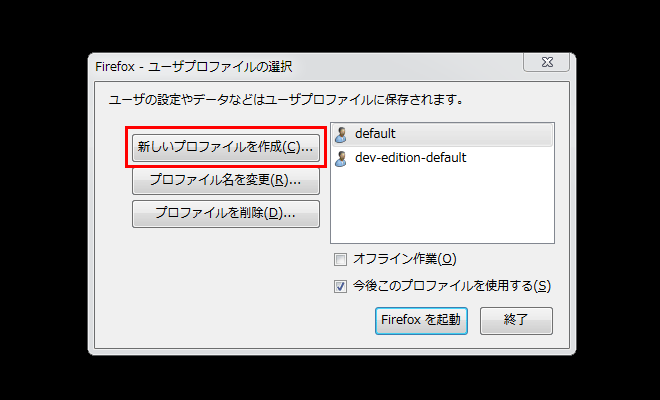 Firefox - ユーザプロファイルの選択
ユーザの設定やデータなどはユーザプロファイルに保存されます。
新しいプロファイルを作成(C)...
プロファイル名を変更(R)...
プロファイルを削除(D)...
default
dev-edition-default
オフライン作業(O)
今後このプロファイルを使用する(S)
Firefox を起動
終了